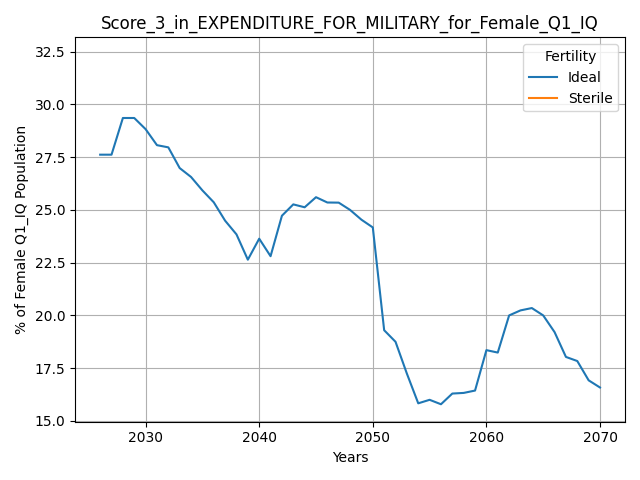 Score_3_in_EXPENDITURE_FOR_MILITARY_for_Female_Q1_IQ
Fertility
Ideal
Sterile
% of Female Q1_IQ Population
32.5
30.0
27.5
25.0
22.5
20.0
17.5
15.0
2030
2040
2050
2060
2070
Years